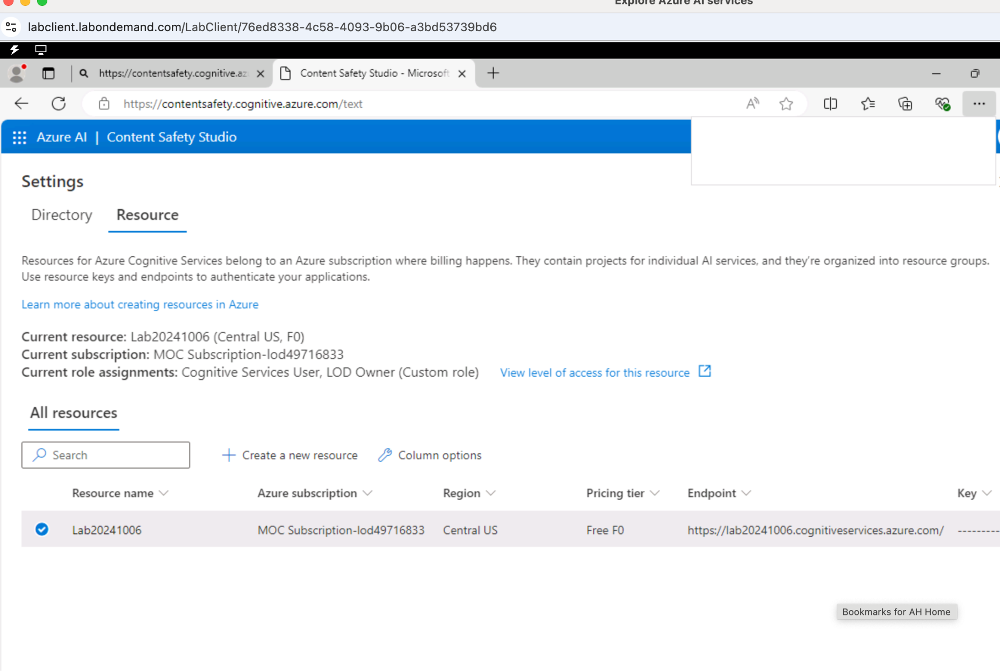 Explore Azure AI services
labclient.labondemand.com/LabClient/76ed8338-4c58-4093-9b06-a3bd53739bd6
https://contentsafety.cognitive.az
Content Safety Studio - Microsoft
https://contentsafety.cognitive.azure.com/text
Azure AI | Content Safety Studio
Settings
Directory Resource
Resources for Azure Cognitive Services belong to an Azure subscription where billing happens. They contain projects for individual AI services, and they're organized into resource groups.
Use resource keys and endpoints to authenticate your applications.
Learn more about creating resources in Azure
Current resource: Lab20241006 (Central US, F0)
Current subscription: MOC Subscription-lod49716833
Current role assignments: Cognitive Services User, LOD Owner (Custom role) View level of access for this resource
All resources
Search Create a new resource Column options
Resource name Azure subscription Region Pricing tier Endpoint Key
Lab20241006 MOC Subscription-lod49716833 Central US Free F0 https://lab20241006.cognitiveservices.azure.com/ ---------
Bookmarks for AH Home